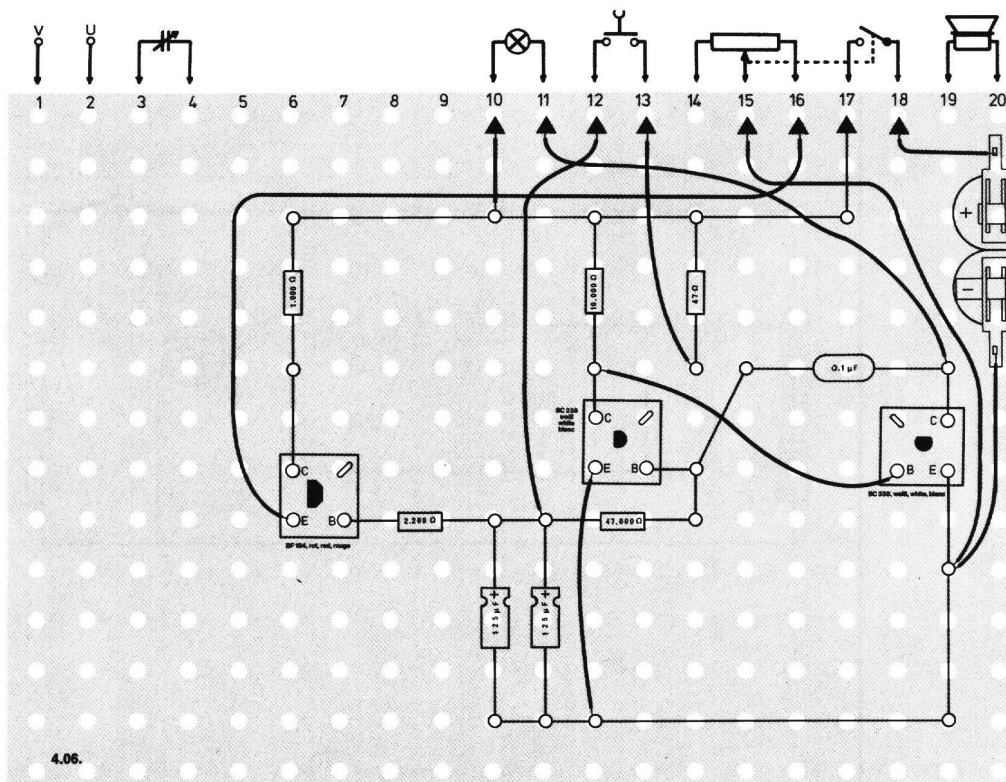 V U
1 2 3 4 5 6 7 8 9 10 11 12 13 14 15 16 17 18 19 20
+
1.000 Ω
10.000 Ω
47 Ω
−
0.1 µF
BC 238
weiß
white
blanc
C
E B
C
B E
BC 238, weiß, white, blanc
C
E B
BF 194, rot, red, rouge
2.200 Ω
47.000 Ω
+
125 µF
+
125 µF
4.06.